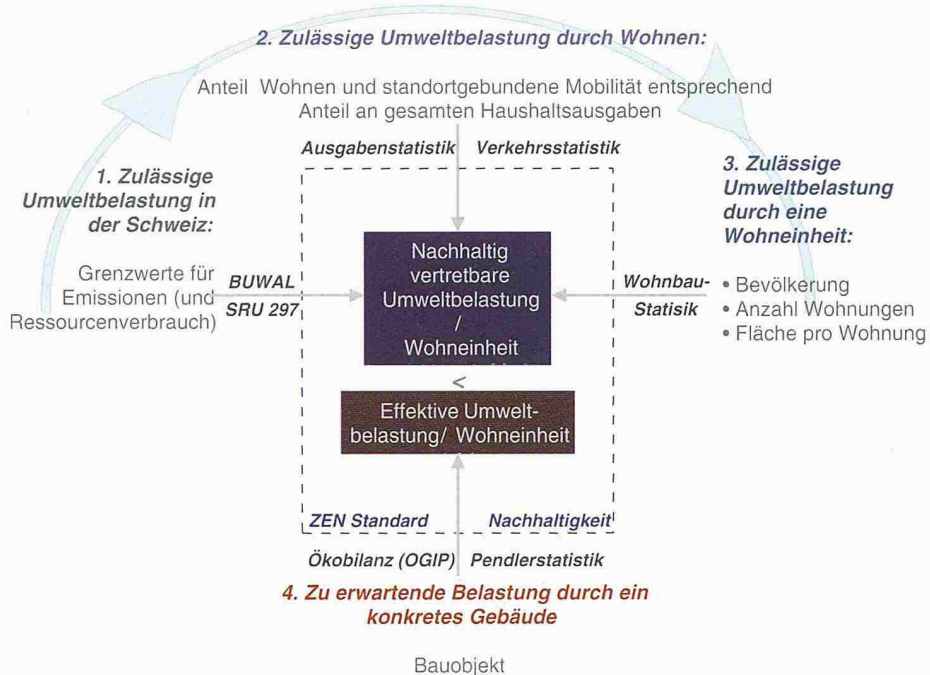 2. Zulässige Umweltbelastung durch Wohnen:
Anteil Wohnen und standortgebundene Mobilität entsprechend
Anteil an gesamten Haushaltsausgaben
Ausgabenstatistik
Verkehrsstatistik
1. Zulässige
Umweltbelastung in
der Schweiz:
Grenzwerte für
Emissionen (und
Ressourcenverbrauch)
BUWAL
SRU 297
Nachhaltig
vertretbare
Umweltbelastung
/
Wohneinheit
<
Effektive Umwelt-
belastung/ Wohneinheit
3. Zulässige
Umweltbelastung
durch eine
Wohneinheit:
Wohnbau-
Statisik
• Bevölkerung
• Anzahl Wohnungen
• Fläche pro Wohnung
ZEN Standard
Nachhaltigkeit
Ökobilanz (OGIP)
Pendlerstatistik
4. Zu erwartende Belastung durch ein
konkretes Gebäude
Bauobjekt